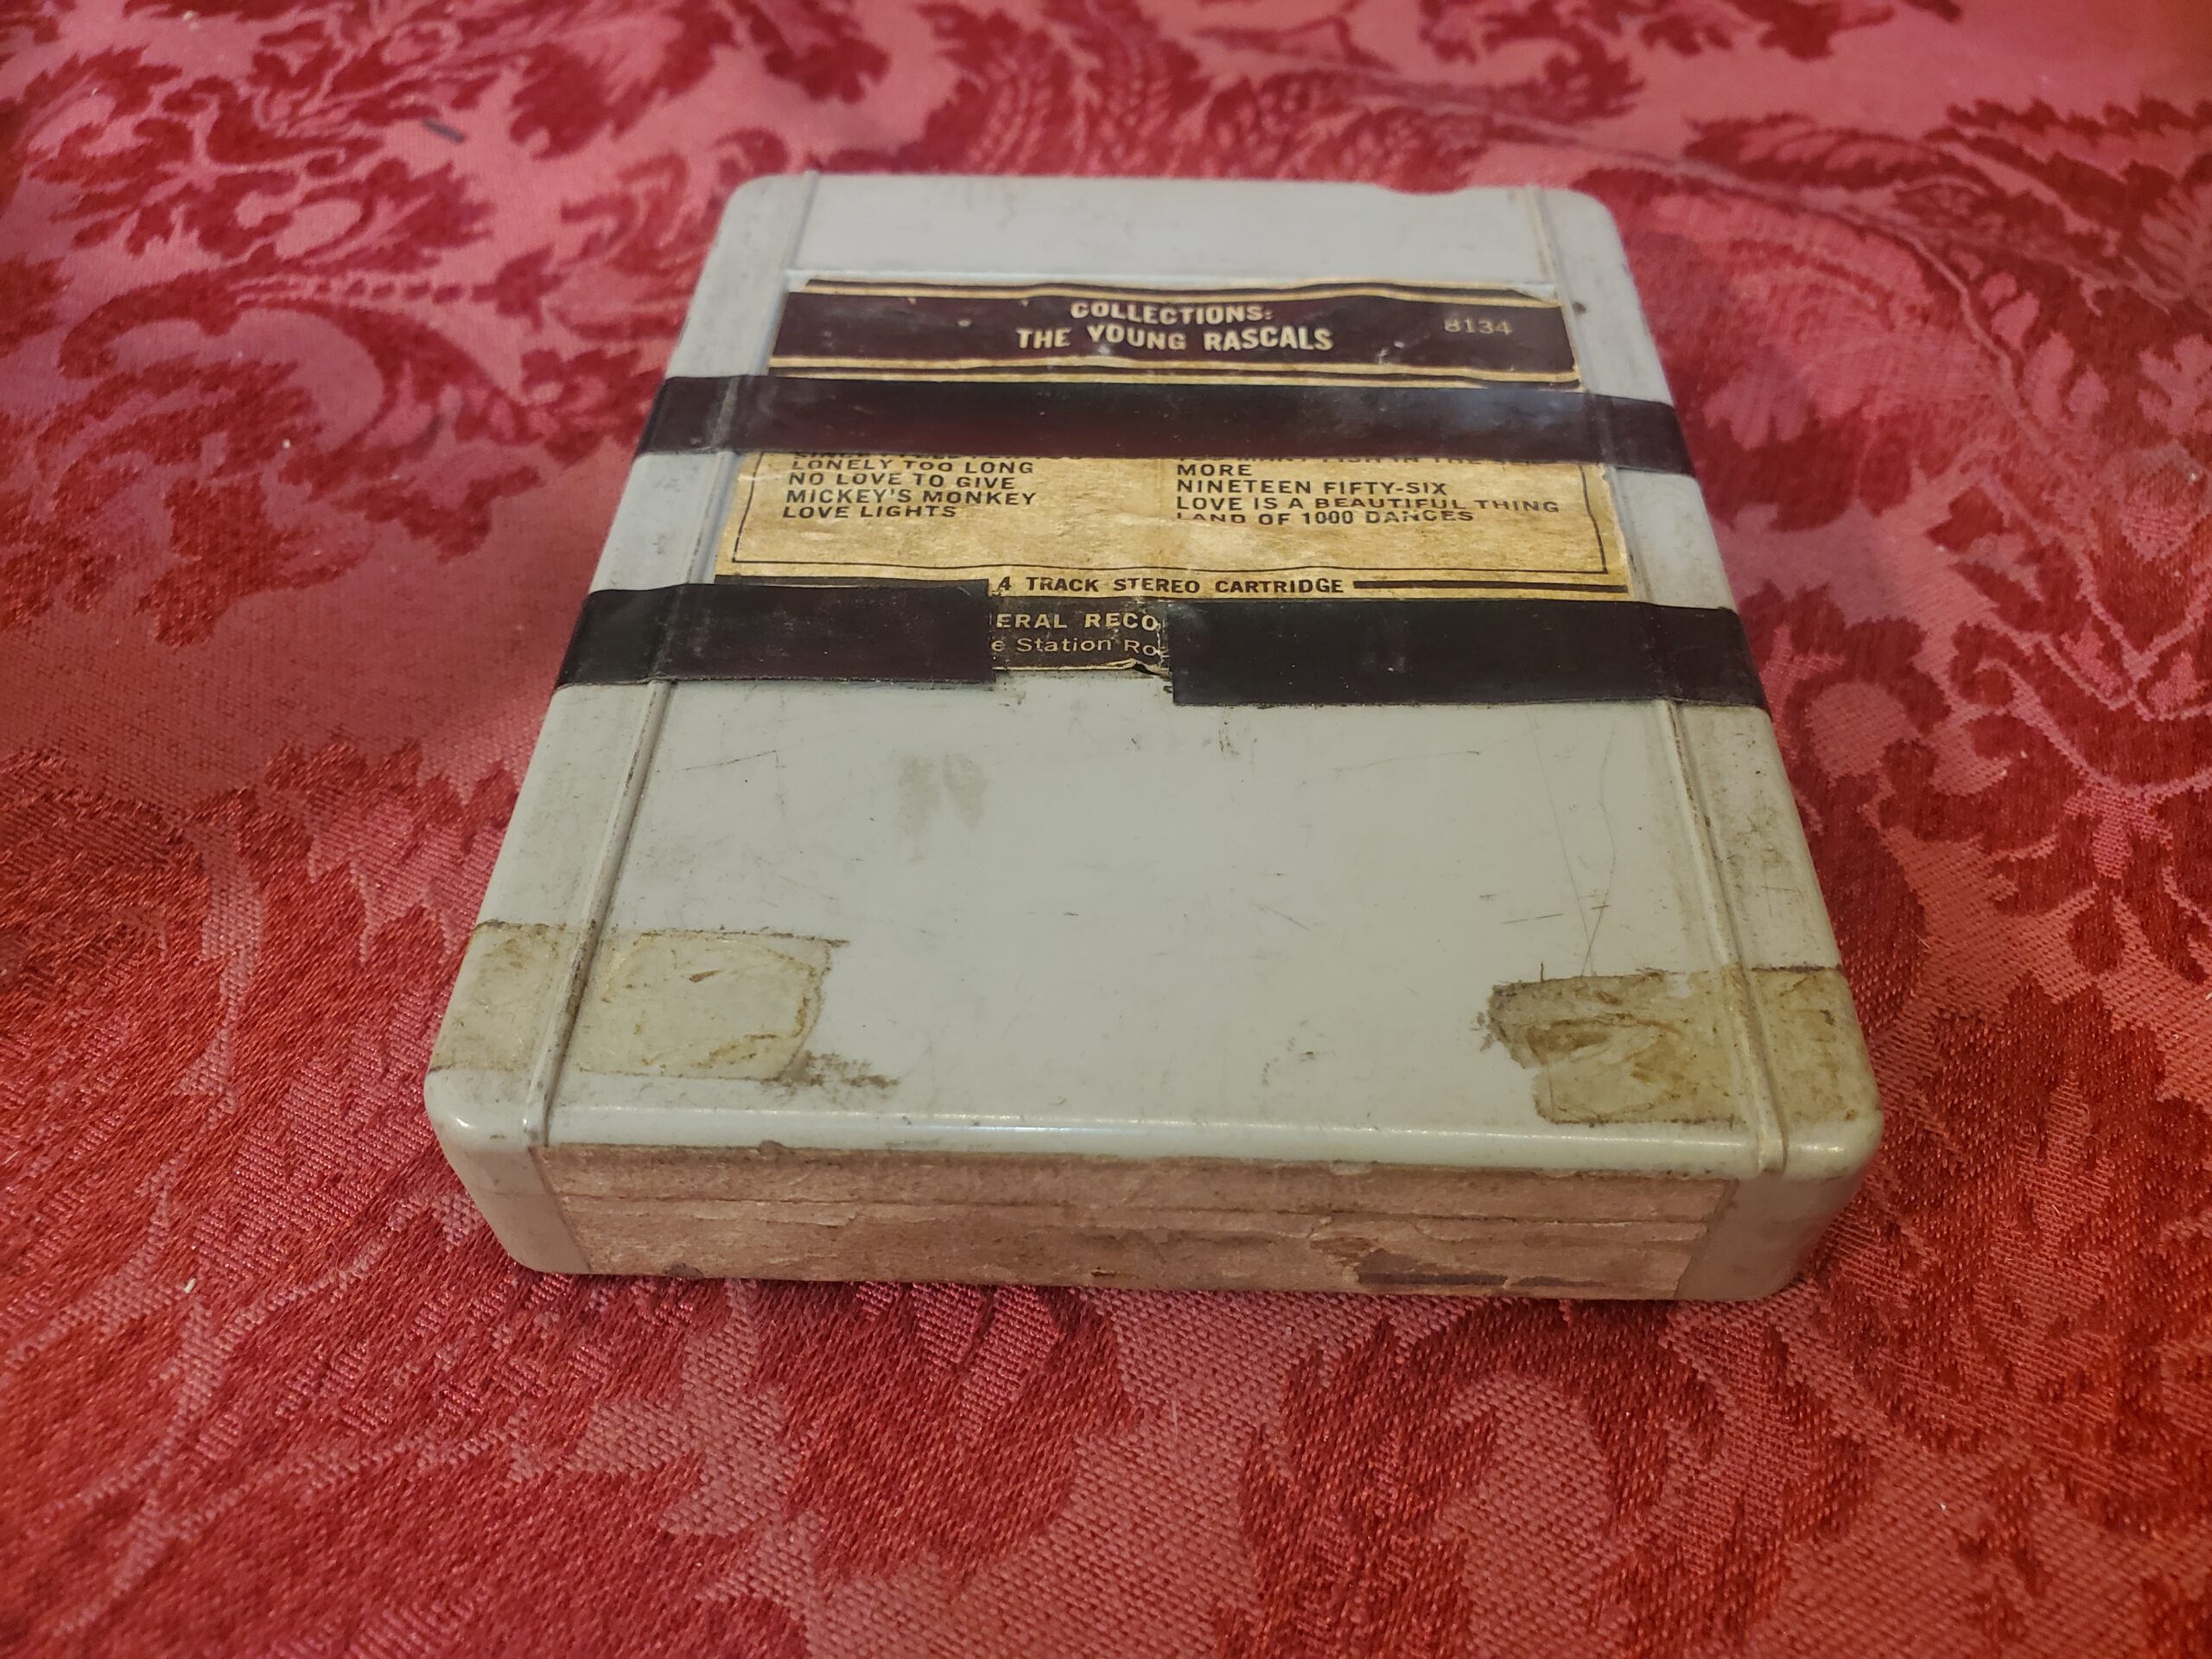 COLLECTIONS:
THE YOUNG RASCALS
8134
LONELY TOO LONG
NO LOVE TO GIVE
MICKEY'S MONKEY
LOVE LIGHTS
MORE
NINETEEN FIFTY-SIX
LOVE IS A BEAUTIFUL THING
LAND OF 1000 DANCES
4 TRACK STEREO CARTRIDGE
ERAL RECO
e Station Ro